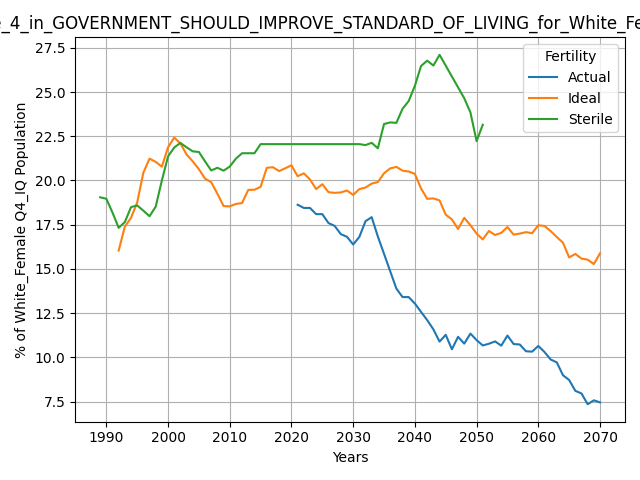 _4_in_GOVERNMENT_SHOULD_IMPROVE_STANDARD_OF_LIVING_for_White_Fe
Fertility
Actual
Ideal
Sterile
% of White_Female Q4_IQ Population
27.5
25.0
22.5
20.0
17.5
15.0
12.5
10.0
7.5
1990
2000
2010
2020
2030
2040
2050
2060
2070
Years